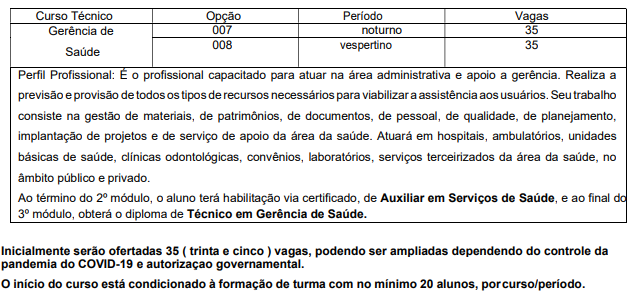 Curso Técnico Opção Período Vagas
Gerência de Saúde 007 noturno 35
008 vespertino 35
Perfil Profissional: É o profissional capacitado para atuar na área administrativa e apoio a gerência. Realiza a
previsão e provisão de todos os tipos de recursos necessários para viabilizar a assistência aos usuários. Seu trabalho
consiste na gestão de materiais, de patrimônios, de documentos, de pessoal, de qualidade, de planejamento,
implantação de projetos e de serviço de apoio da área da saúde. Atuará em hospitais, ambulatórios, unidades
básicas de saúde, clínicas odontológicas, convênios, laboratórios, serviços terceirizados da área da saúde, no
âmbito público e privado.
Ao término do 2º módulo, o aluno terá habilitação via certificado, de Auxiliar em Serviços de Saúde, e ao final do
3º módulo, obterá o diploma de Técnico em Gerência de Saúde.
Inicialmente serão ofertadas 35 ( trinta e cinco ) vagas, podendo ser ampliadas dependendo do controle da
pandemia do COVID-19 e autorizaçao governamental.
O início do curso está condicionado à formação de turma com no mínimo 20 alunos, por curso/período.